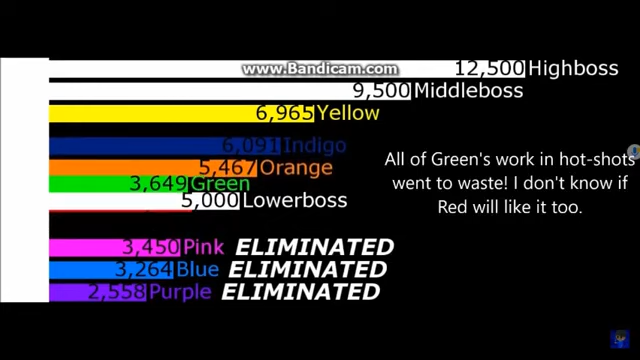 www.Bandicam.com
12,500 Highboss
9,500 Middleboss
6,965 Yellow
6,091 Indigo
5,467 Orange
3,649 Green
5,000 Lowerboss
All of Green's work in hot-shots
went to waste! I don't know if
Red will like it too.
3,450 Pink ELIMINATED
3,264 Blue ELIMINATED
2,558 Purple ELIMINATED